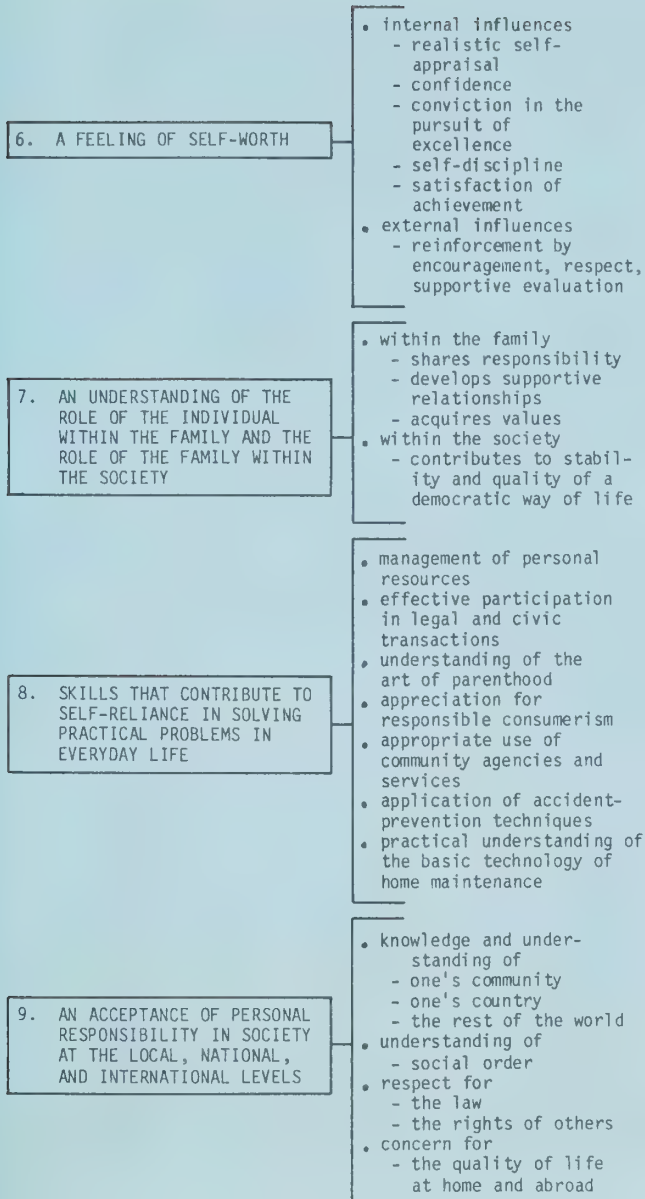 6. A FEELING OF SELF-WORTH
• internal influences
- realistic self-
appraisal
- confidence
- conviction in the
pursuit of
excellence
- self-discipline
- satisfaction of
achievement
• external influences
- reinforcement by
encouragement, respect,
supportive evaluation
7. AN UNDERSTANDING OF THE
ROLE OF THE INDIVIDUAL
WITHIN THE FAMILY AND THE
ROLE OF THE FAMILY WITHIN
THE SOCIETY
• within the family
- shares responsibility
- develops supportive
relationships
- acquires values
• within the society
- contributes to stabil-
ity and quality of a
democratic way of life
8. SKILLS THAT CONTRIBUTE TO
SELF-RELIANCE IN SOLVING
PRACTICAL PROBLEMS IN
EVERYDAY LIFE
• management of personal
resources
• effective participation
in legal and civic
transactions
• understanding of the
art of parenthood
• appreciation for
responsible consumerism
• appropriate use of
community agencies and
services
• application of accident-
prevention techniques
• practical understanding of
the basic technology of
home maintenance
9. AN ACCEPTANCE OF PERSONAL
RESPONSIBILITY IN SOCIETY
AT THE LOCAL, NATIONAL,
AND INTERNATIONAL LEVELS
• knowledge and under-
standing of
- one's community
- one's country
- the rest of the world
• understanding of
- social order
• respect for
- the law
- the rights of others
• concern for
- the quality of life
at home and abroad